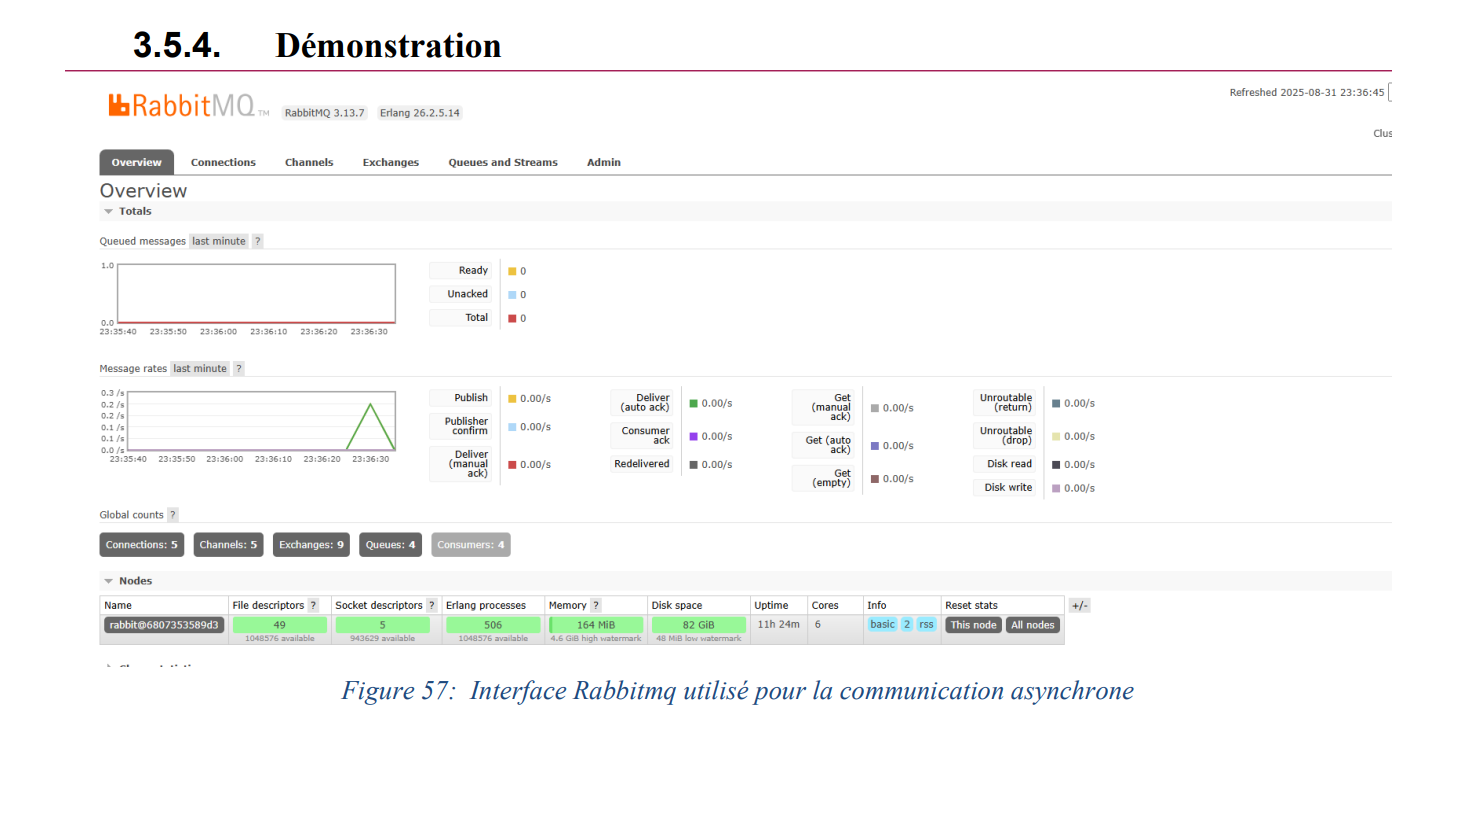 3.5.4. Démonstration
RabbitMQ TM RabbitMQ 3.13.7 Erlang 26.2.5.14
Refreshed 2025-08-31 23:36:45
Clus
Overview Connections Channels Exchanges Queues and Streams Admin
Overview
Totals
Queued messages last minute ?
1.0
0.0
23:35:40 23:35:50 23:36:00 23:36:10 23:36:20 23:36:30
Ready 0
Unacked 0
Total 0
Message rates last minute ?
0.3 /s
0.2 /s
0.2 /s
0.1 /s
0.1 /s
0.0 /s
23:35:40 23:35:50 23:36:00 23:36:10 23:36:20 23:36:30
Publish 0.00/s
Publisher confirm 0.00/s
Deliver (manual ack) 0.00/s
Deliver (auto ack) 0.00/s
Consumer ack 0.00/s
Redelivered 0.00/s
Get (manual ack) 0.00/s
Get (auto ack) 0.00/s
Get (empty) 0.00/s
Unroutable (return) 0.00/s
Unroutable (drop) 0.00/s
Disk read 0.00/s
Disk write 0.00/s
Global counts ?
Connections: 5 Channels: 5 Exchanges: 9 Queues: 4 Consumers: 4
Nodes
Name File descriptors ? Socket descriptors ? Erlang processes Memory ? Disk space Uptime Cores Info Reset stats +/-
rabbit@6807353589d3 49 5 506 164 MiB 82 GiB 11h 24m 6 basic 2 rss This node All nodes
1048576 available 943629 available 1048576 available 4.6 GiB high watermark 48 MiB low watermark
Figure 57: Interface Rabbitmq utilisé pour la communication asynchrone